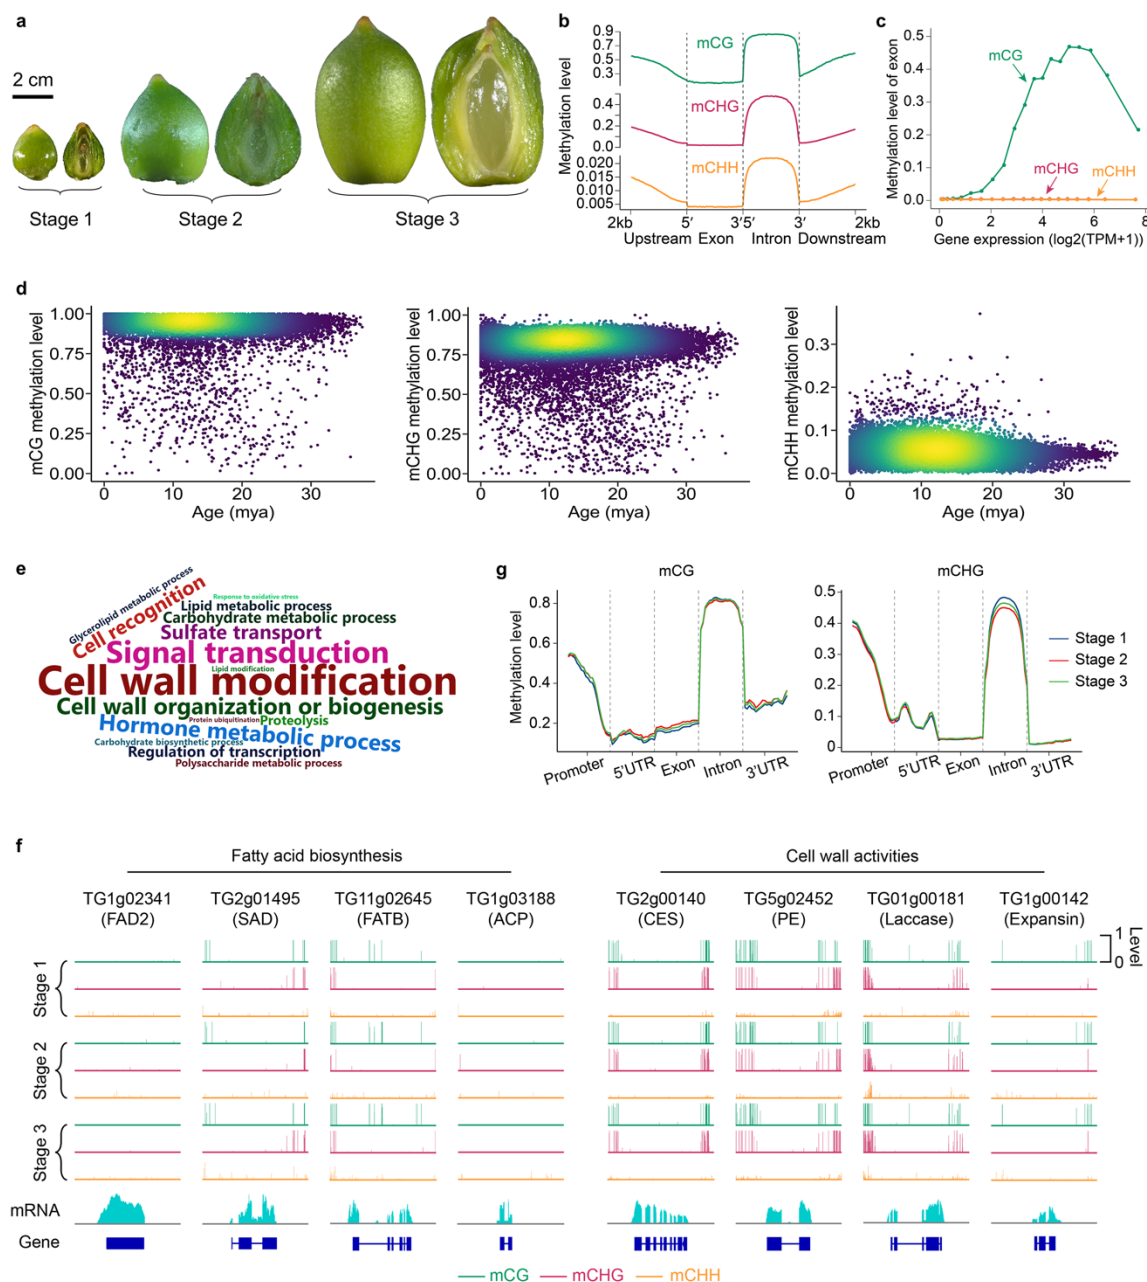 a
2 cm
Stage 1
Stage 2
Stage 3
b
Methylation level
0.9
0.7
0.5
0.3
mCG
0.4
0.2
0.0
mCHG
0.020
0.015
0.010
0.005
mCHH
2kb 5′ 3′5′ 3′ 2kb
Upstream Exon Intron Downstream
c
Methylation level of exon
0.5
0.4
0.3
0.2
0.1
0
mCG
mCHG
mCHH
0 2 4 6 8
Gene expression (log2(TPM+1))
d
mCG methylation level
1.00
0.75
0.50
0.25
0.00
0 10 20 30
Age (mya)
mCHG methylation level
1.00
0.75
0.50
0.25
0.00
0 10 20 30
Age (mya)
mCHH methylation level
0.3
0.2
0.1
0.0
0 10 20 30
Age (mya)
e
Glycerolipid metabolic process
Cell recognition
Response to oxidative stress
Lipid metabolic process
Carbohydrate metabolic process
Sulfate transport
Signal transduction
Lipid modification
Cell wall modification
Cell wall organization or biogenesis
Protein ubiquitination
Proteolysis
Hormone metabolic process
Carbohydrate biosynthetic process
Regulation of transcription
Polysaccharide metabolic process
g
mCG
Methylation level
0.8
0.6
0.4
0.2
Promoter 5′UTR Exon Intron 3′UTR
mCHG
0.5
0.4
0.3
0.2
0.1
0
Promoter 5′UTR Exon Intron 3′UTR
Stage 1
Stage 2
Stage 3
f
Fatty acid biosynthesis
Cell wall activities
TG1g02341 TG2g01495 TG11g02645 TG1g03188 TG2g00140 TG5g02452 TG01g00181 TG1g00142
(FAD2) (SAD) (FATB) (ACP) (CES) (PE) (Laccase) (Expansin)
1
0
Level
Stage 1
Stage 2
Stage 3
mRNA
Gene
mCG mCHG mCHH